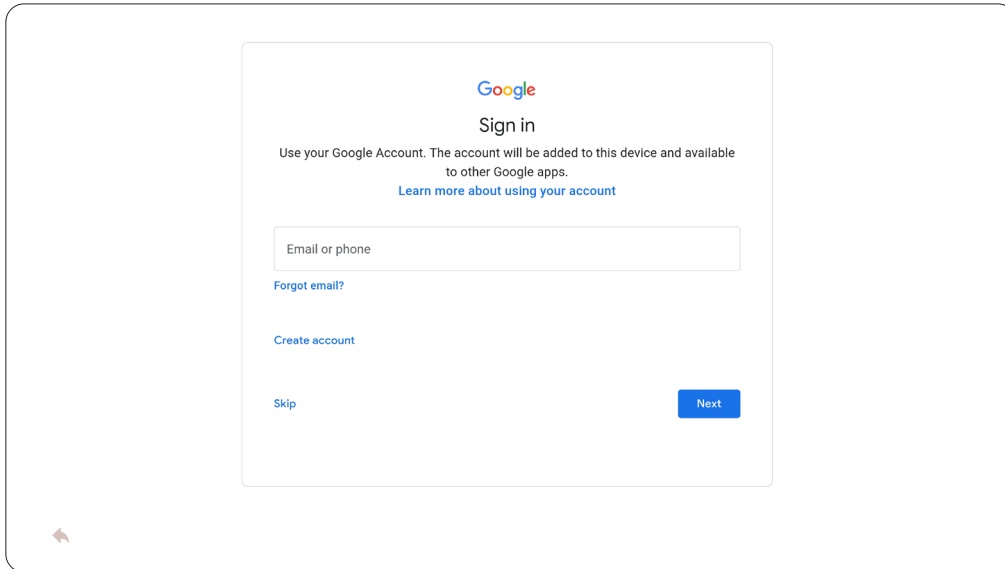 Google
Sign in
Use your Google Account. The account will be added to this device and available
to other Google apps.
Learn more about using your account
Email or phone
Forgot email?
Create account
Skip
Next